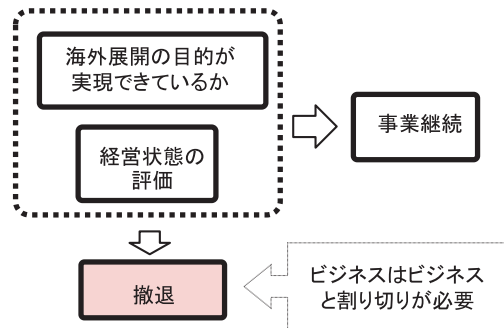 海外展開の目的が
実現できているか
事業継続
経営状態の
評価
撤退
ビジネスはビジネス
と割り切りが必要